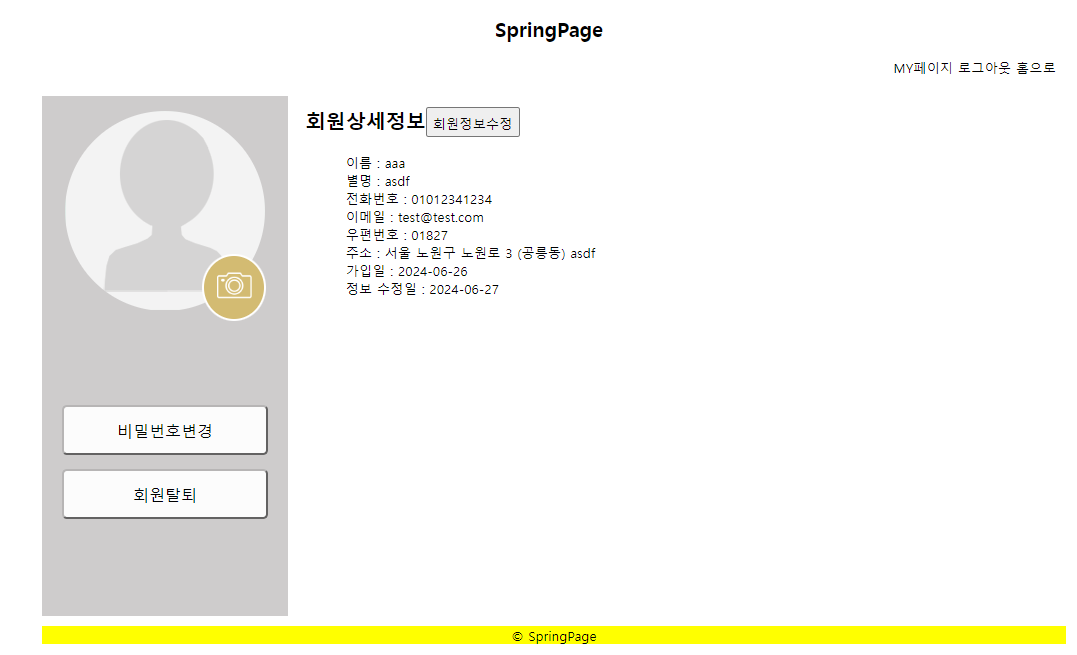 SpringPage
MY페이지 로그아웃 홈으로
회원상세정보 회원정보수정
이름 : aaa
별명 : asdf
전화번호 : 01012341234
이메일 : test@test.com
우편번호 : 01827
주소 : 서울 노원구 노원로 3 (공릉동) asdf
가입일 : 2024-06-26
정보 수정일 : 2024-06-27
비밀번호변경
회원탈퇴
© SpringPage